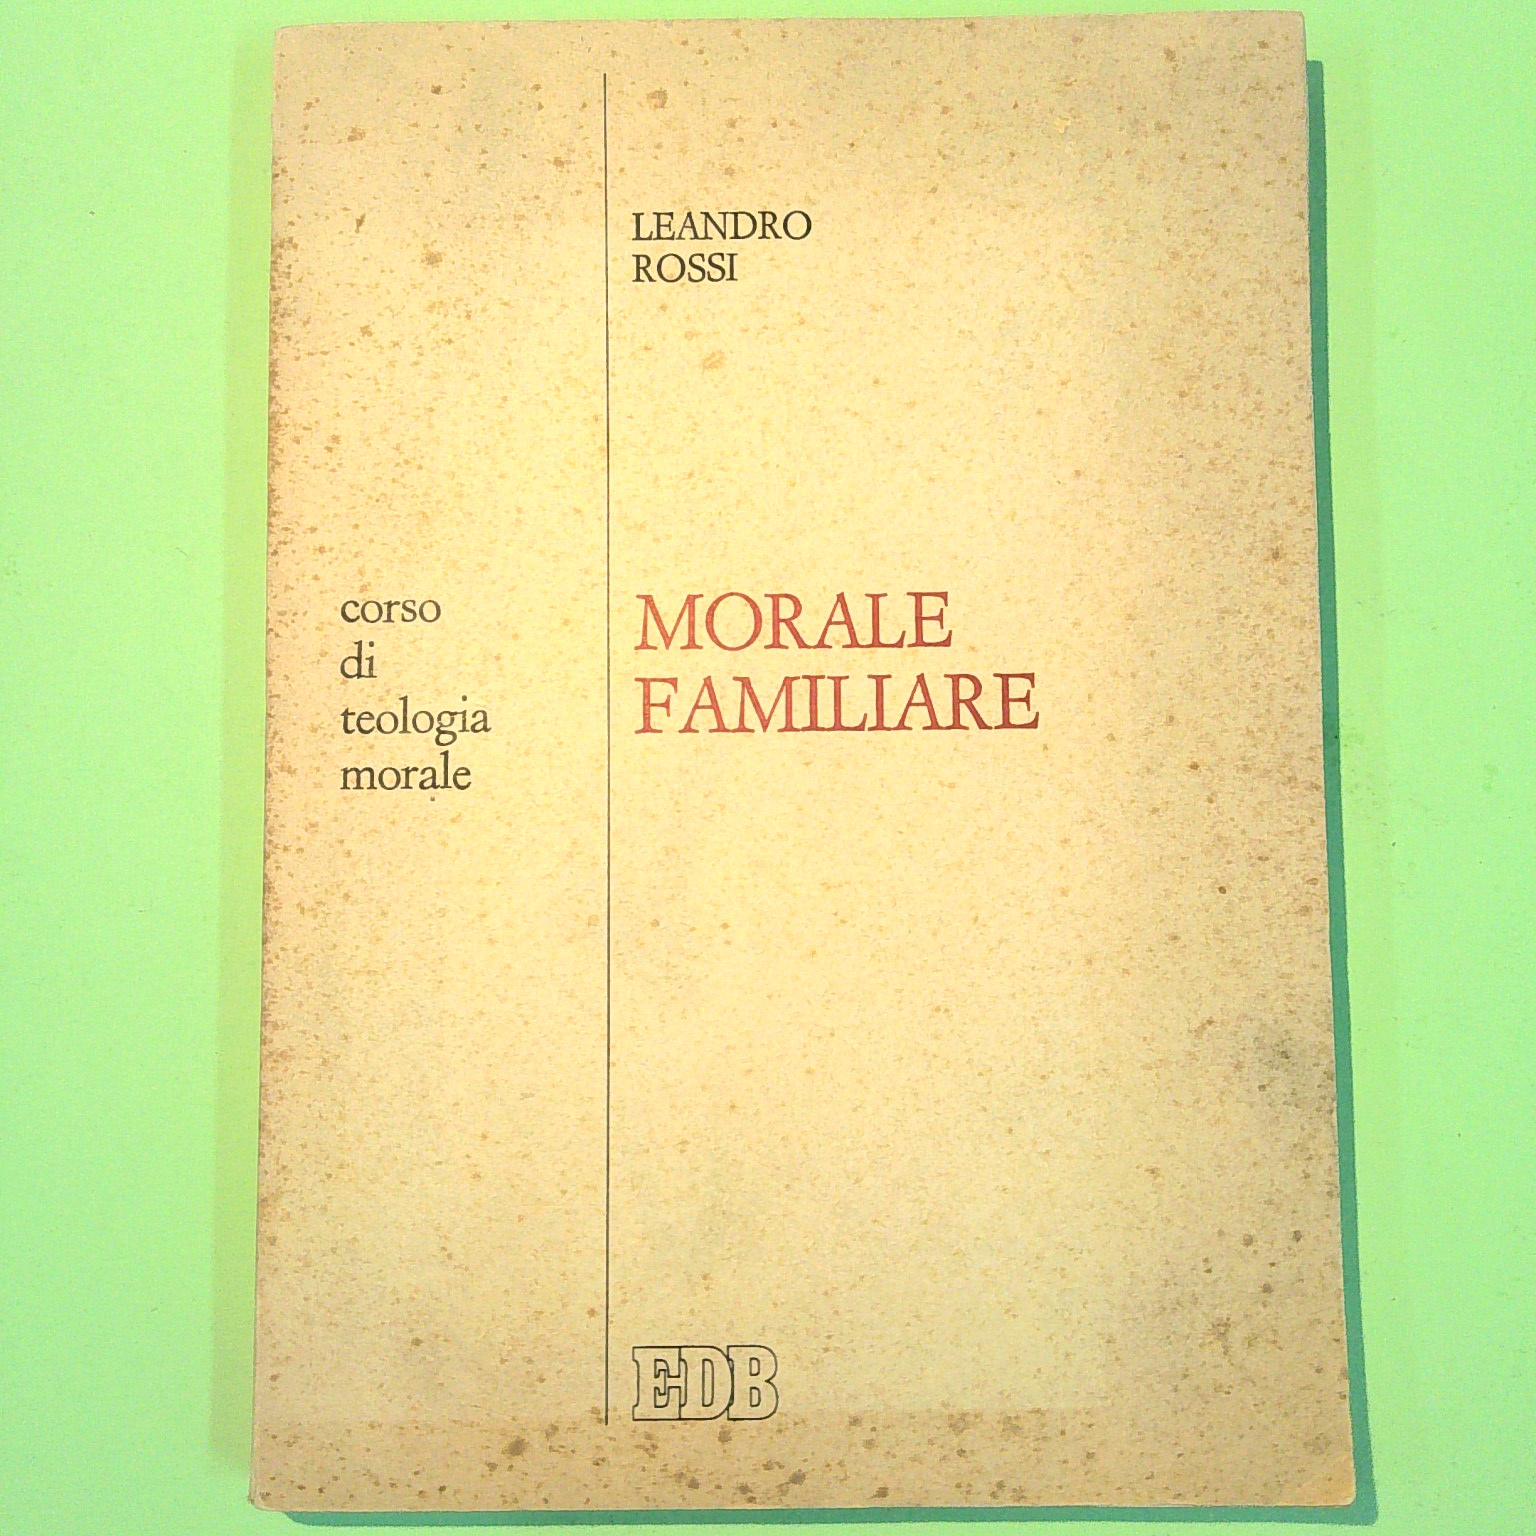 LEANDRO
ROSSI
corso
di
teologia
morale
MORALE
FAMILIARE
EDB